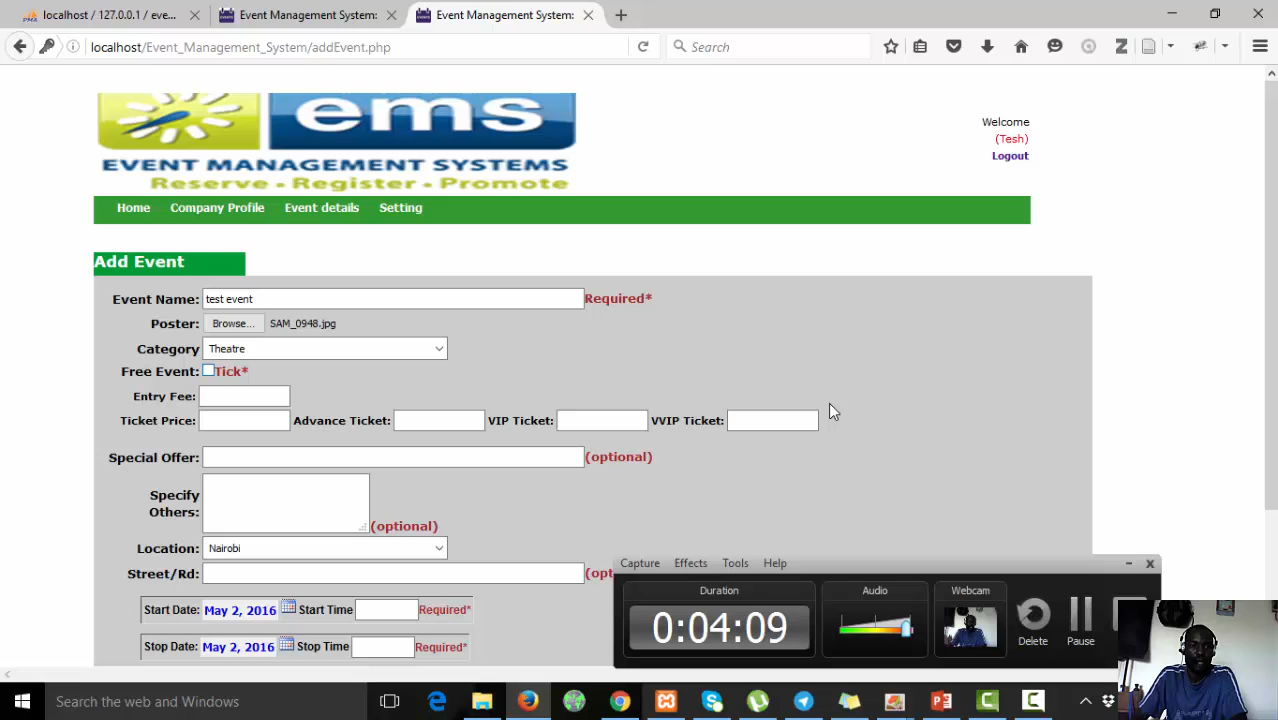 localhost / 127.0.0.1 / eve...
Event Management System:
Event Management System:
localhost/Event_Management_System/addEvent.php
Search
ems
EVENT MANAGEMENT SYSTEMS
Reserve • Register • Promote
Welcome
(Tesh)
Logout
Home Company Profile Event details Setting
Add Event
Event Name: test event Required*
Poster: Browse... SAM_0948.jpg
Category Theatre
Free Event: Tick*
Entry Fee:
Ticket Price: Advance Ticket: VIP Ticket: VVIP Ticket:
Special Offer: (optional)
Specify
Others: (optional)
Location: Nairobi
Street/Rd: (opt
Start Date: May 2, 2016 Start Time Required*
Stop Date: May 2, 2016 Stop Time Required*
Capture Effects Tools Help
Duration Audio Webcam
0:04:09
Delete Pause
Search the web and Windows